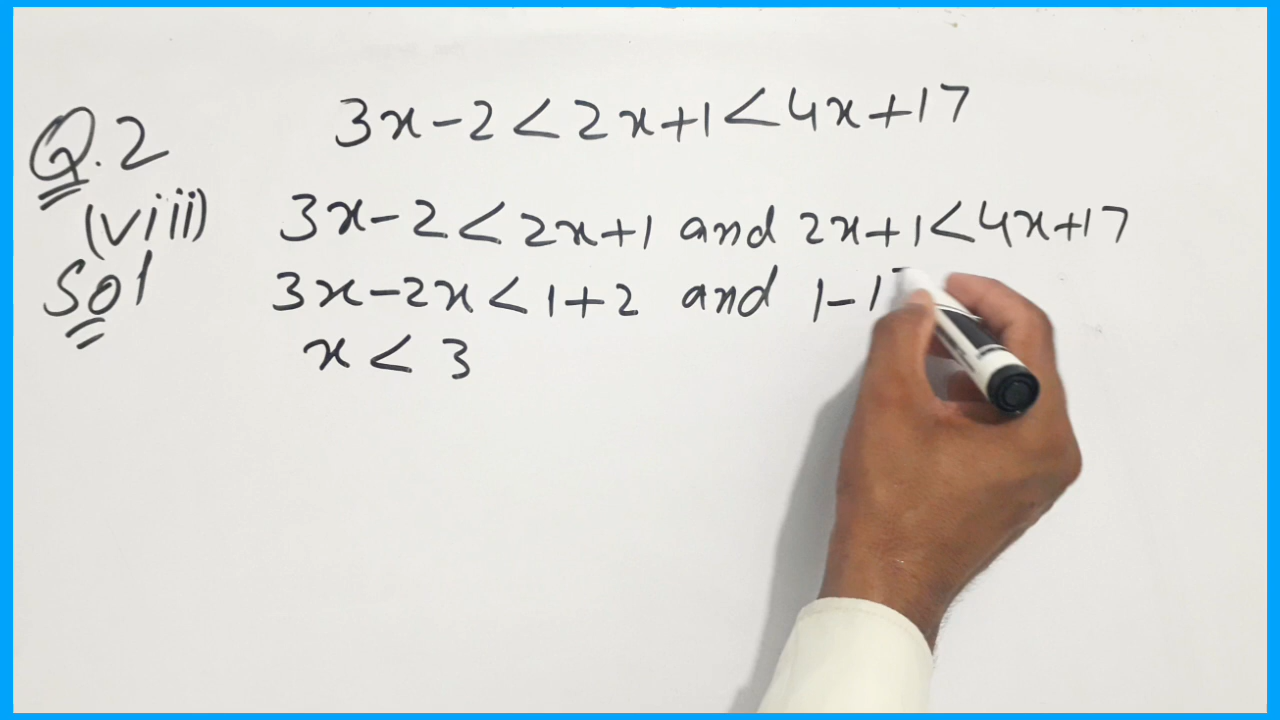 Q.2 3x-2<2x+1<4x+17
(viii) 3x-2<2x+1 and 2x+1<4x+17
Sol 3x-2x<1+2 and 1-17
x<3